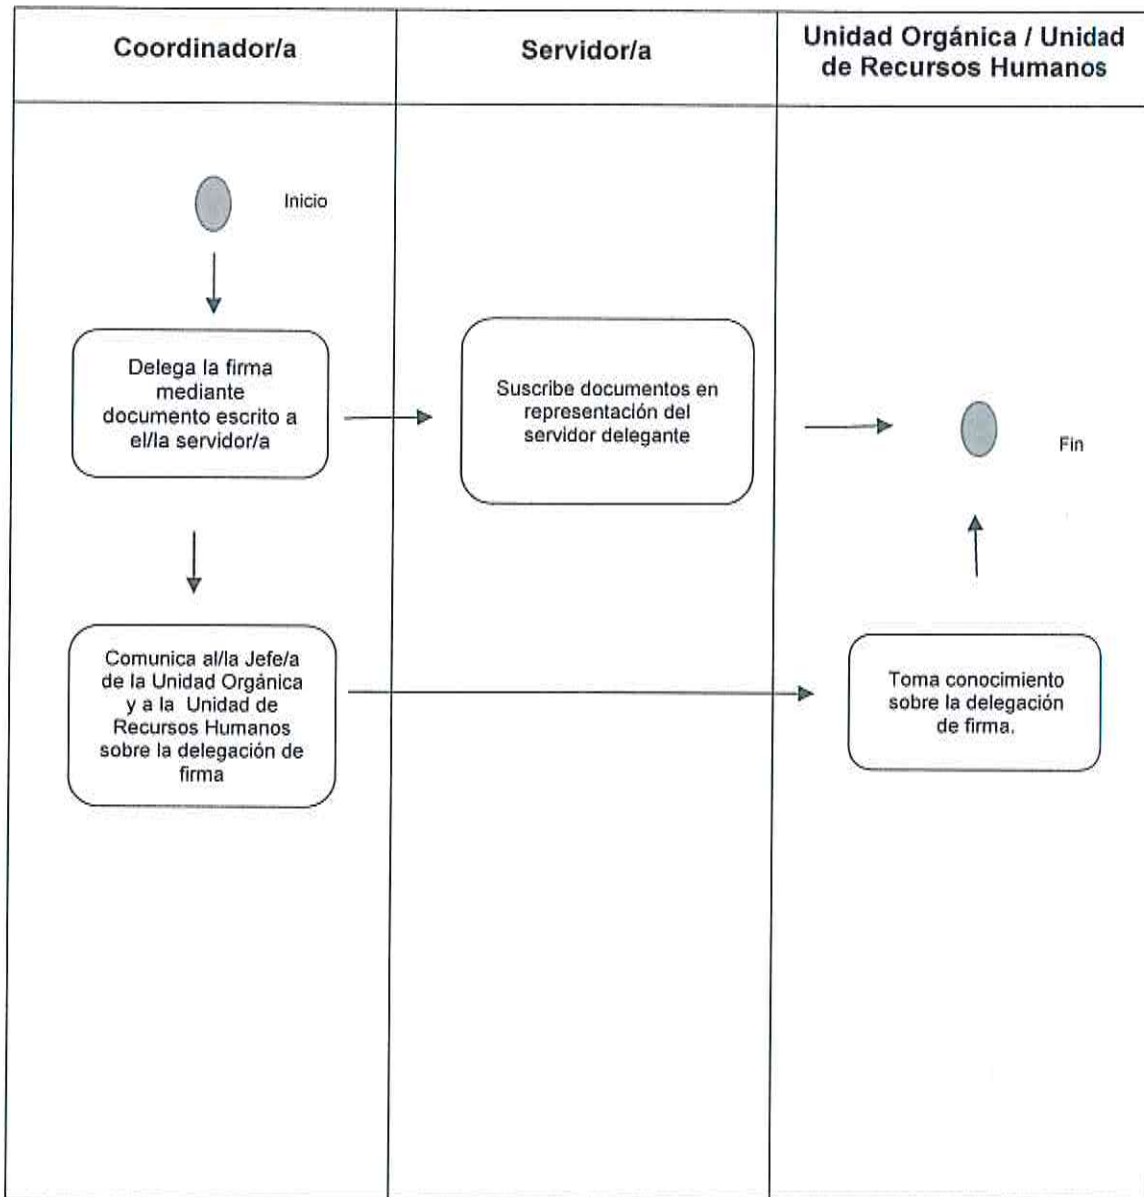 Coordinador/a
Servidor/a
Unidad Orgánica / Unidad
de Recursos Humanos
Inicio
Delega la firma
mediante
documento escrito a
el/la servidor/a
Suscribe documentos en
representación del
servidor delegante
Fin
Comunica al/la Jefe/a
de la Unidad Orgánica
y a la Unidad de
Recursos Humanos
sobre la delegación de
firma
Toma conocimiento
sobre la delegación
de firma.